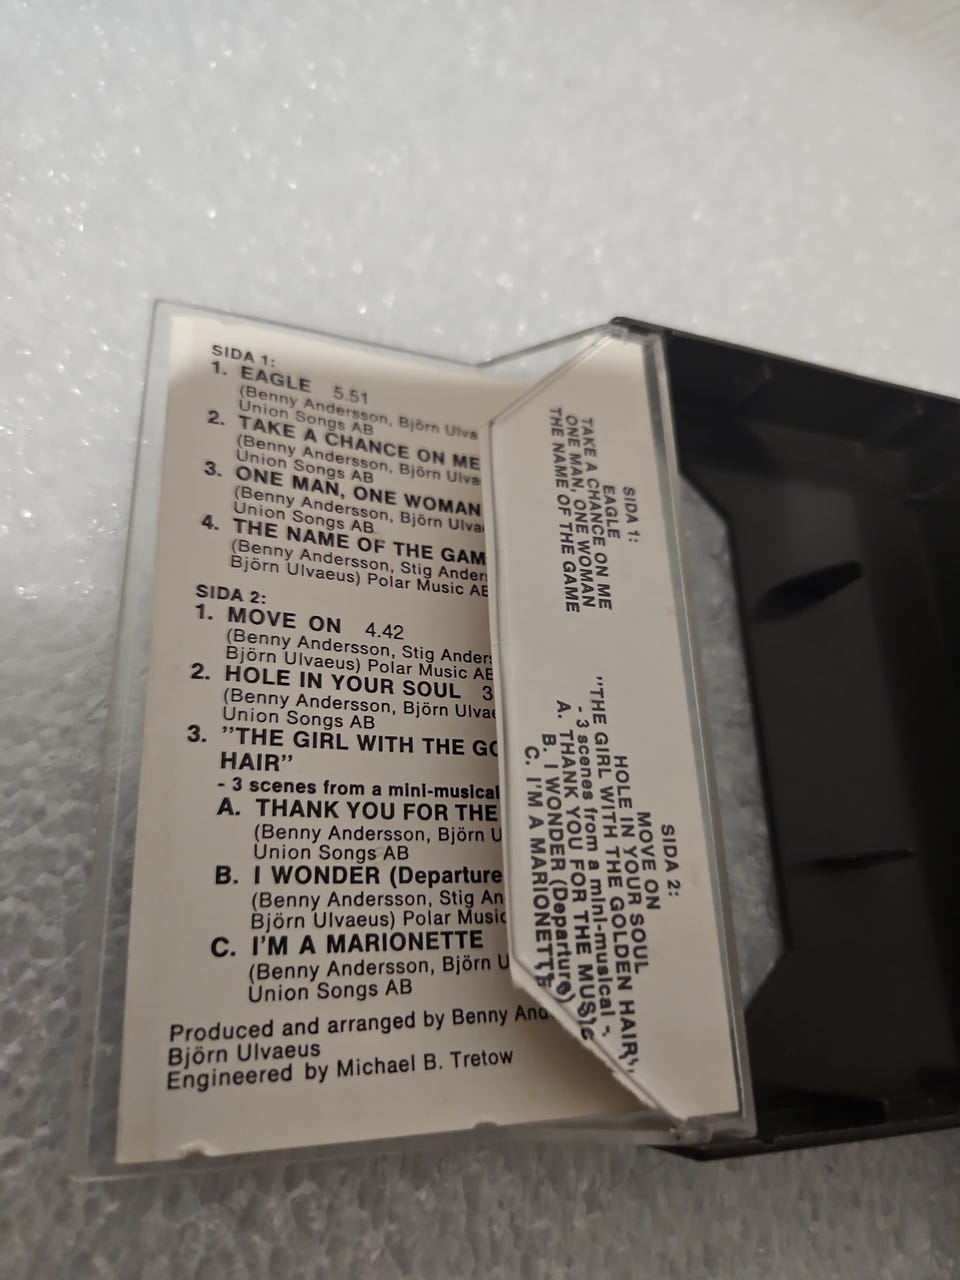 SIDA 1:
1. EAGLE 5.51
(Benny Andersson, Björn Ulva
Union Songs AB
2. TAKE A CHANCE ON ME
(Benny Andersson, Björn Ulva
Union Songs AB
3. ONE MAN, ONE WOMAN
(Benny Andersson, Björn Ulva
Union Songs AB
4. THE NAME OF THE GAM
(Benny Andersson, Stig Ander
Björn Ulvaeus) Polar Music AB
SIDA 2:
1. MOVE ON 4.42
(Benny Andersson, Stig Anders
Björn Ulvaeus) Polar Music AB
2. HOLE IN YOUR SOUL 3
(Benny Andersson, Björn Ulvae
Union Songs AB
3. ”THE GIRL WITH THE GO
HAIR”
- 3 scenes from a mini-musical
A. THANK YOU FOR THE
(Benny Andersson, Björn U
Union Songs AB
B. I WONDER (Departure
(Benny Andersson, Stig An
Björn Ulvaeus) Polar Music
C. I'M A MARIONETTE
(Benny Andersson, Björn U
Union Songs AB
Produced and arranged by Benny And
Björn Ulvaeus
Engineered by Michael B. Tretow
SIDA 1:
EAGLE
TAKE A CHANCE ON ME
ONE MAN, ONE WOMAN
THE NAME OF THE GAME
SIDA 2:
MOVE ON
HOLE IN YOUR SOUL
”THE GIRL WITH THE GOLDEN HAIR”,
- 3 scenes from a mini-musical -
A. THANK YOU FOR THE MUSIC
B. I WONDER (Departure)
C. I'M A MARIONETTE